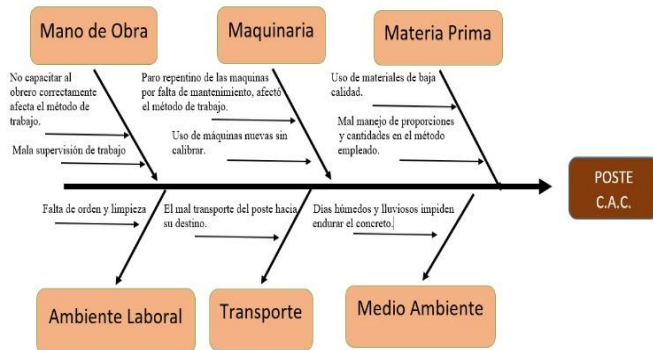 Mano de Obra
Maquinaria
Materia Prima
No capacitar al
obrero correctamente
afecta el método de
trabajo.
Mala supervisión de trabajo
Paro repentino de las maquinas
por falta de mantenimiento, afectó
el método de trabajo.
Uso de máquinas nuevas sin
calibrar.
Uso de materiales de baja
calidad.
Mal manejo de proporciones
y cantidades en el método
empleado.
POSTE
C.A.C.
Falta de orden y limpieza
El mal transporte del poste hacia
su destino.
Días húmedos y lluviosos impiden
endurar el concreto.
Ambiente Laboral
Transporte
Medio Ambiente